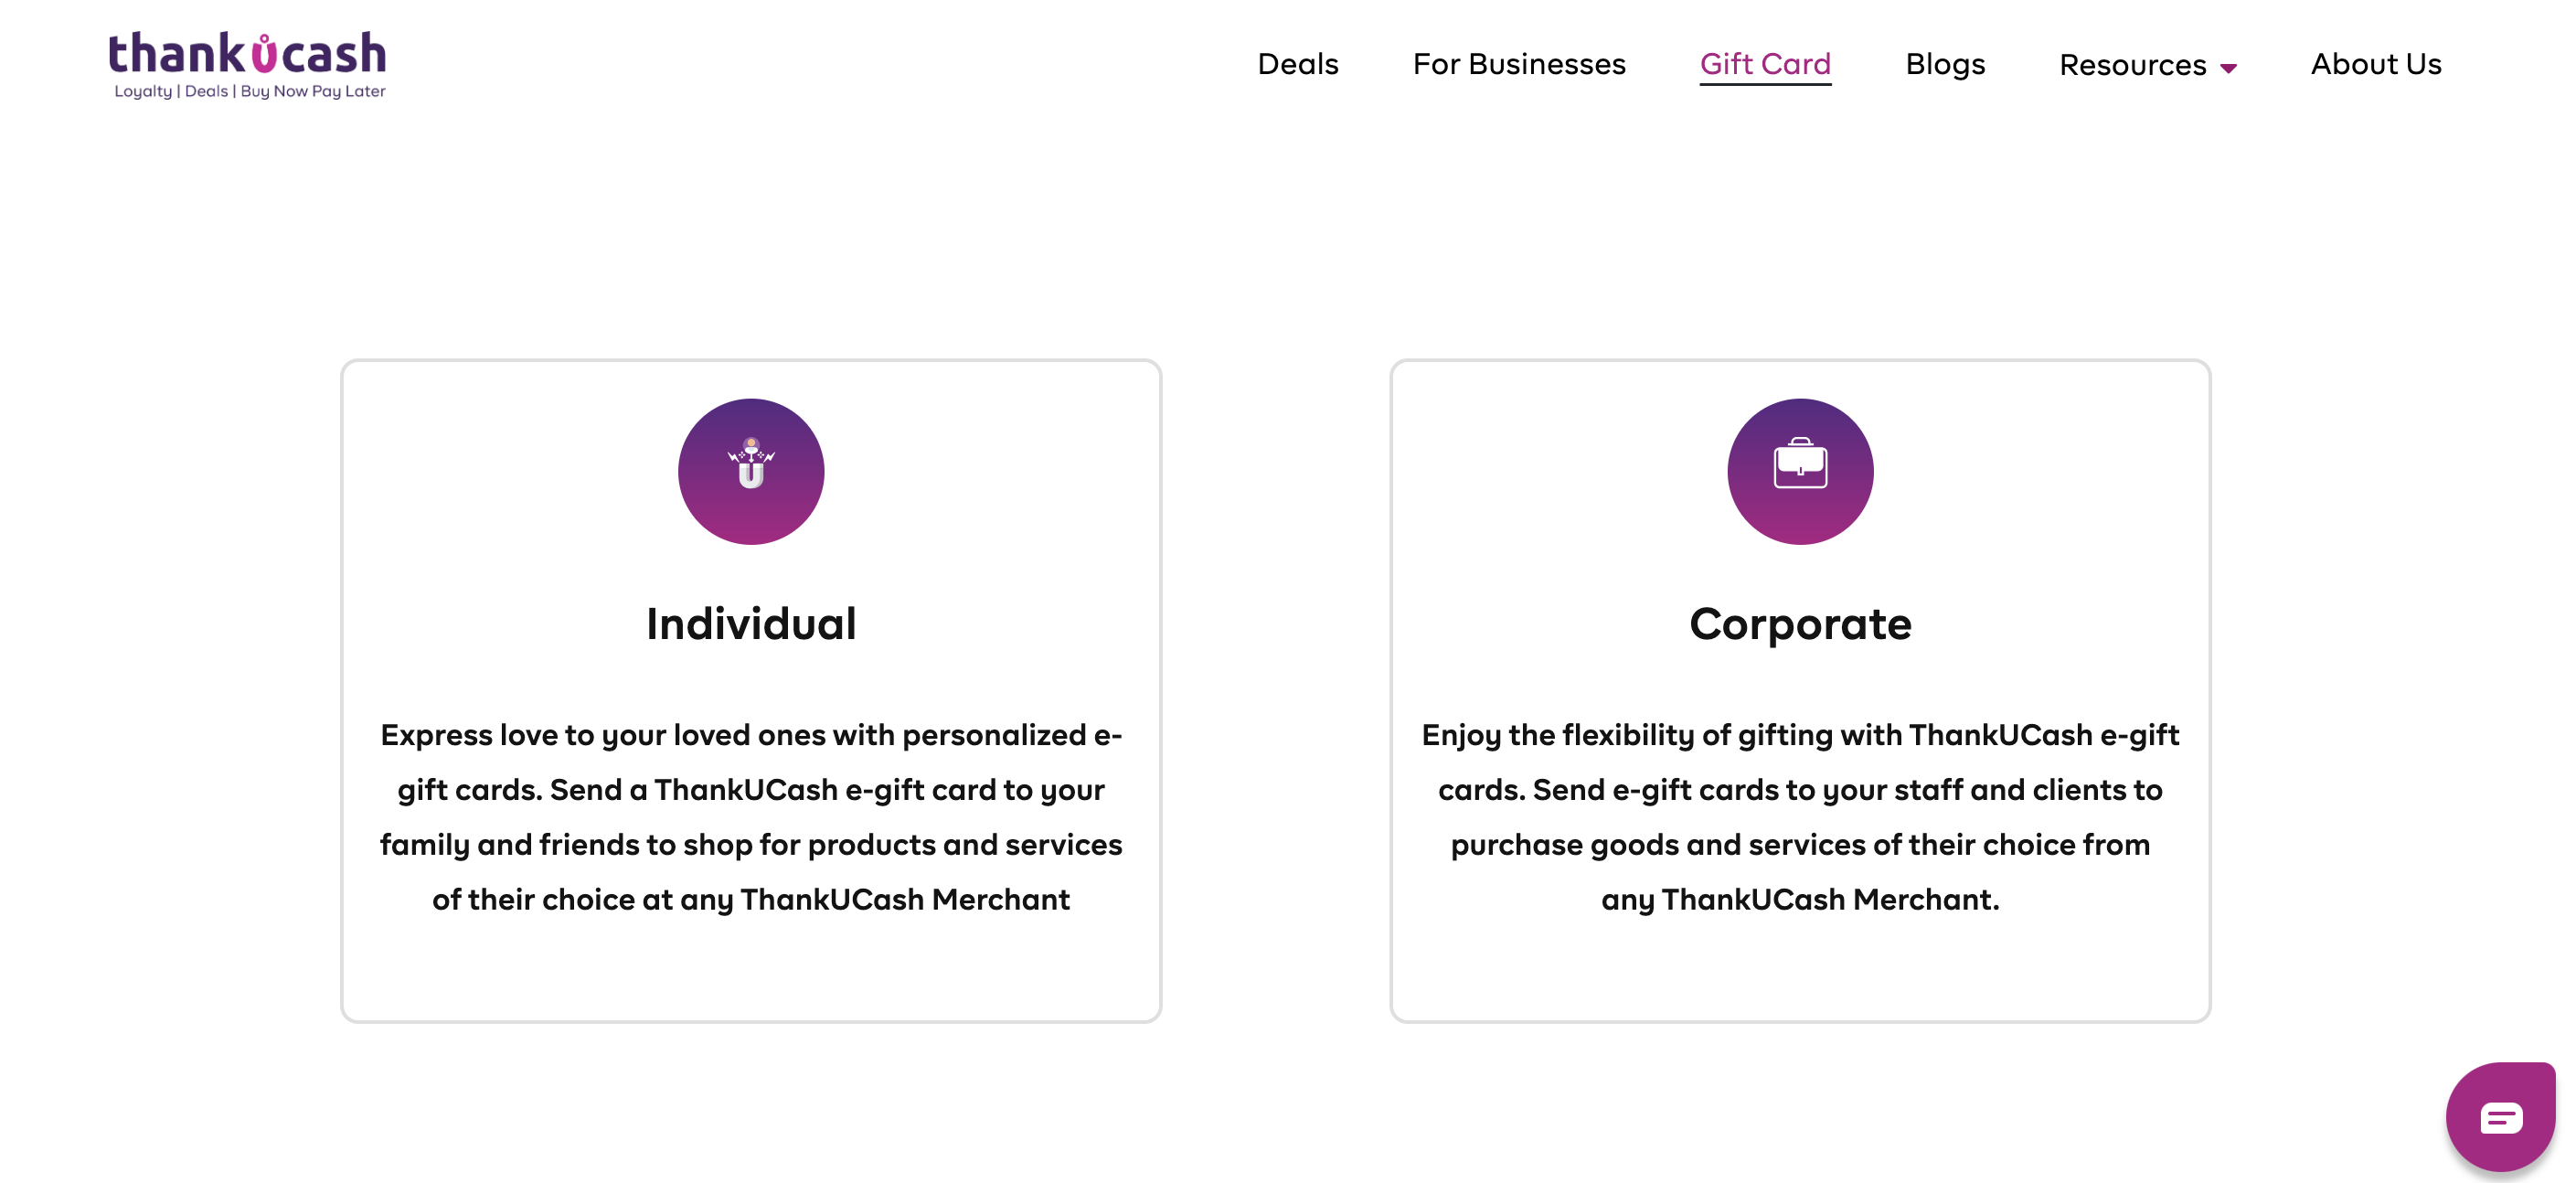 thankUcash
Loyalty | Deals | Buy Now Pay Later
Deals
For Businesses
Gift Card
Blogs
Resources
About Us
Individual
Express love to your loved ones with personalized e-
gift cards. Send a ThankUCash e-gift card to your
family and friends to shop for products and services
of their choice at any ThankUCash Merchant
Corporate
Enjoy the flexibility of gifting with ThankUCash e-gift
cards. Send e-gift cards to your staff and clients to
purchase goods and services of their choice from
any ThankUCash Merchant.